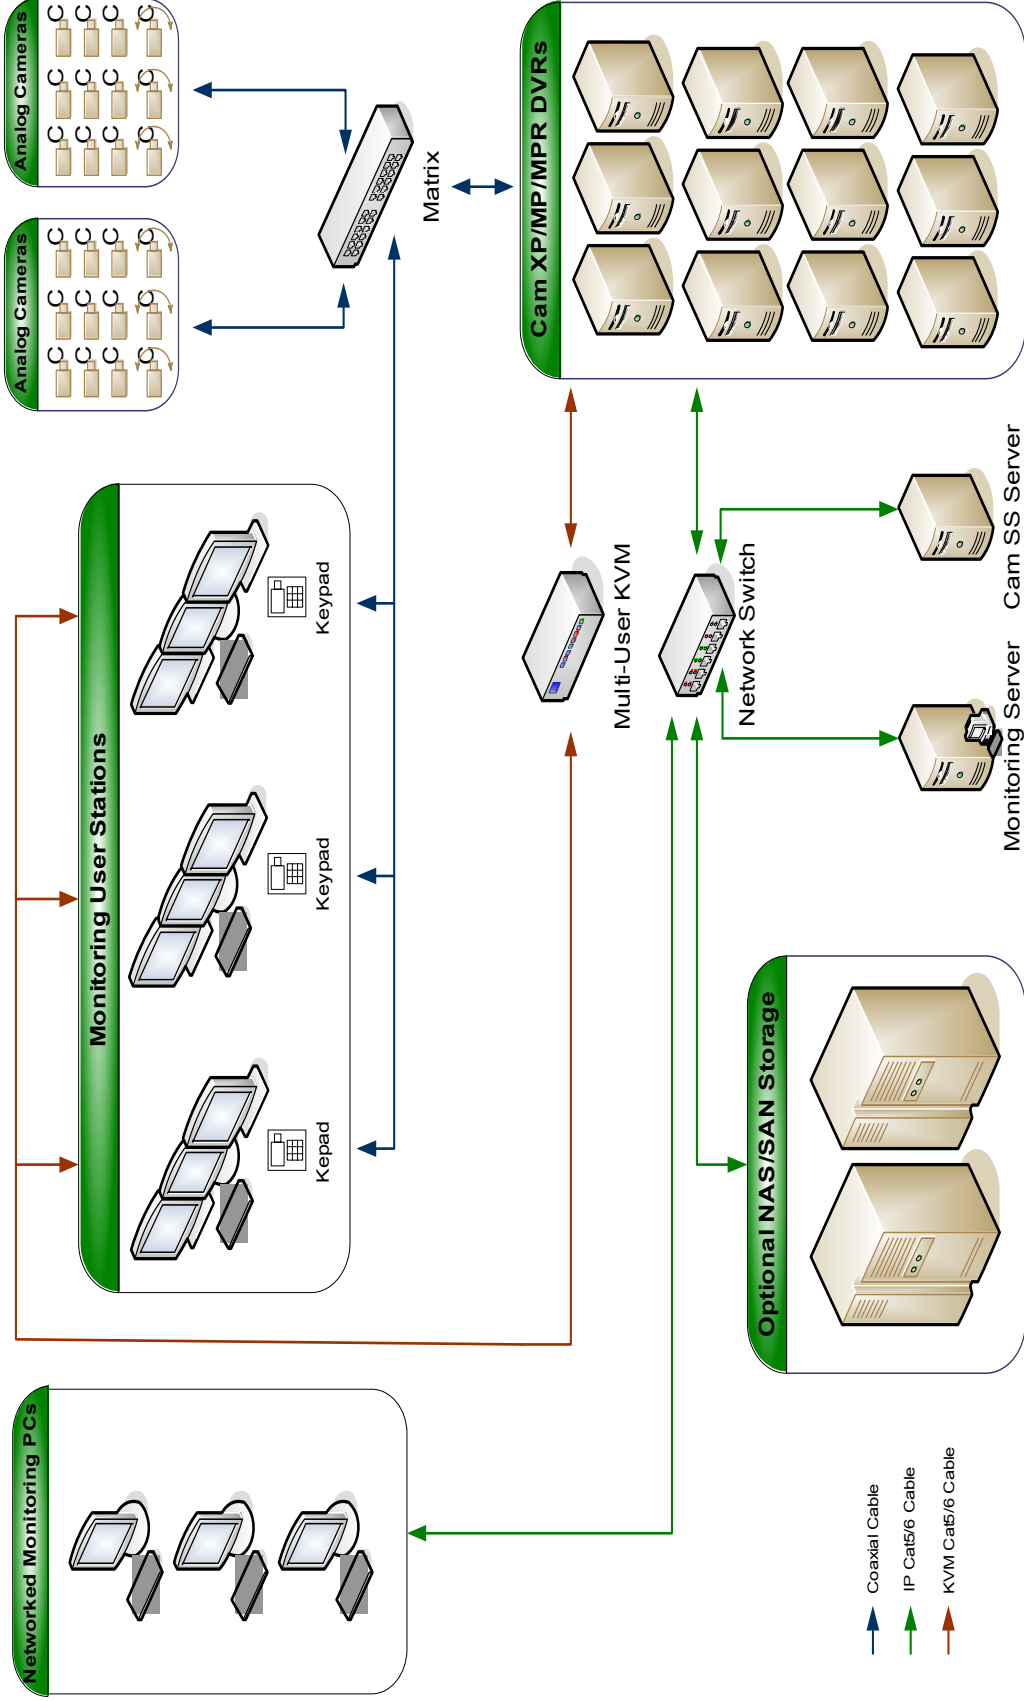 Networked Monitoring PCs
Monitoring User Stations
Kepad
Keypad
Keypad
Analog Cameras
Analog Cameras
Matrix
Multi-User KVM
Network Switch
Cam XP/MP/MPR DVRs
Optional NAS/SAN Storage
Monitoring Server
Cam SS Server
Coaxial Cable
IP Cat5/6 Cable
KVM Cat5/6 Cable